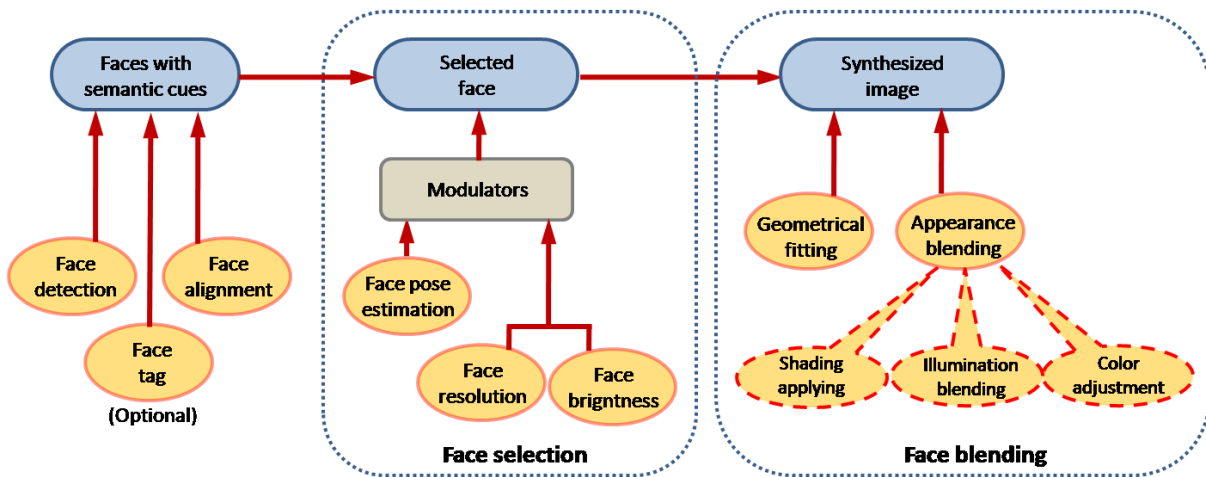 Faces with
semantic cues
Selected
face
Synthesized
image
Modulators
Geometrical
fitting
Appearance
blending
Face
detection
Face
alignment
Face pose
estimation
Face
tag
(Optional)
Face
resolution
Face
brigntness
Shading
applying
Illumination
blending
Color
adjustment
Face selection
Face blending